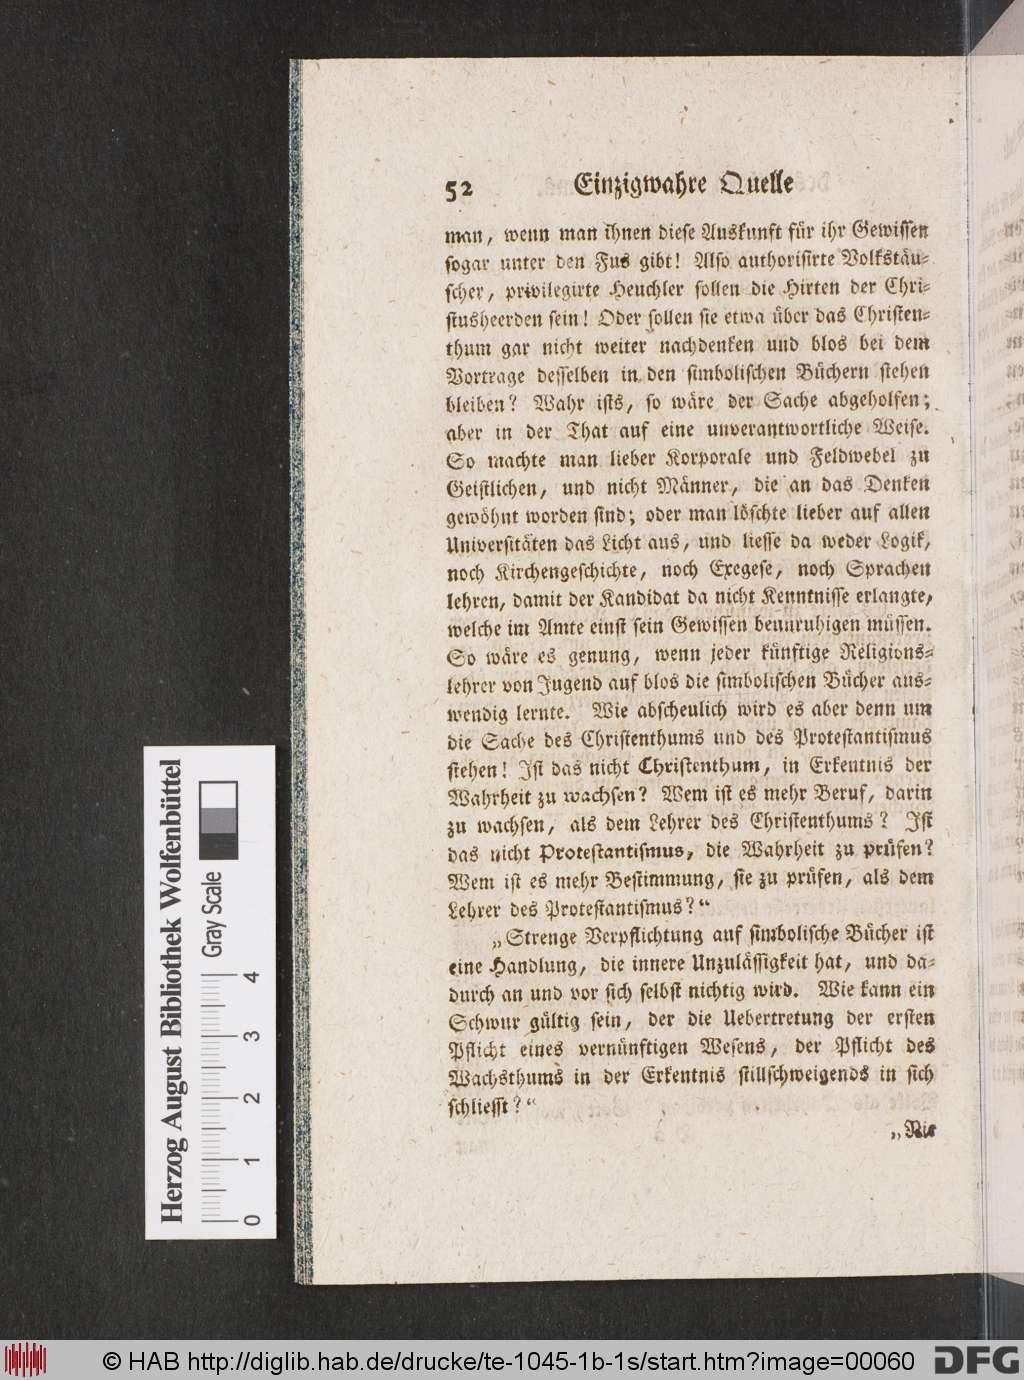 52 Einzigwahre Quelle
man, wenn man ihnen diese Auskunft für ihr Gewissen
sogar unter den Fus gibt! Also authorisirte Volkstäu-
scher, privilegirte Heuchler sollen die Hirten der Chri-
stusheerden sein! Oder sollen sie etwa über das Christen-
thum gar nicht weiter nachdenken und blos bei dem
Vortrage desselben in den simbolischen Büchern stehen
bleiben? Wahr ists, so wäre der Sache abgeholfen;
aber in der That auf eine unverantwortliche Weise.
So machte man lieber Korporale und Feldwebel zu
Geistlichen, und nicht Männer, die an das Denken
gewöhnt worden sind; oder man löschte lieber auf allen
Universitäten das Licht aus, und liesse da weder Logik,
noch Kirchengeschichte, noch Exegese, noch Sprachen
lehren, damit der Kandidat da nicht Kenntnisse erlangte,
welche im Amte einst sein Gewissen beunruhigen müssen.
So wäre es genung, wenn jeder künftige Religions-
lehrer von Jugend auf blos die simbolischen Bücher aus-
wendig lernte. Wie abscheulich wird es aber denn um
die Sache des Christenthums und des Protestantismus
stehen! Ist das nicht Christenthum, in Erkentnis der
Wahrheit zu wachsen? Wem ist es mehr Beruf, darin
zu wachsen, als dem Lehrer des Christenthums? Ist
das nicht Protestantismus, die Wahrheit zu prüfen?
Wem ist es mehr Bestimmung, sie zu prüfen, als dem
Lehrer des Protestantismus?“
„Strenge Verpflichtung auf simbolische Bücher ist
eine Handlung, die innere Unzulässigkeit hat, und da-
durch an und vor sich selbst nichtig wird. Wie kann ein
Schwur gültig sein, der die Uebertretung der ersten
Pflicht eines vernünftigen Wesens, der Pflicht des
Wachsthums in der Erkentnis stillschweigends in sich
schliesst?“
„Nie
Herzog August Bibliothek Wolfenbüttel
Gray Scale
0 1 2 3 4
© HAB http://diglib.hab.de/drucke/te-1045-1b-1s/start.htm?image=00060
DFG